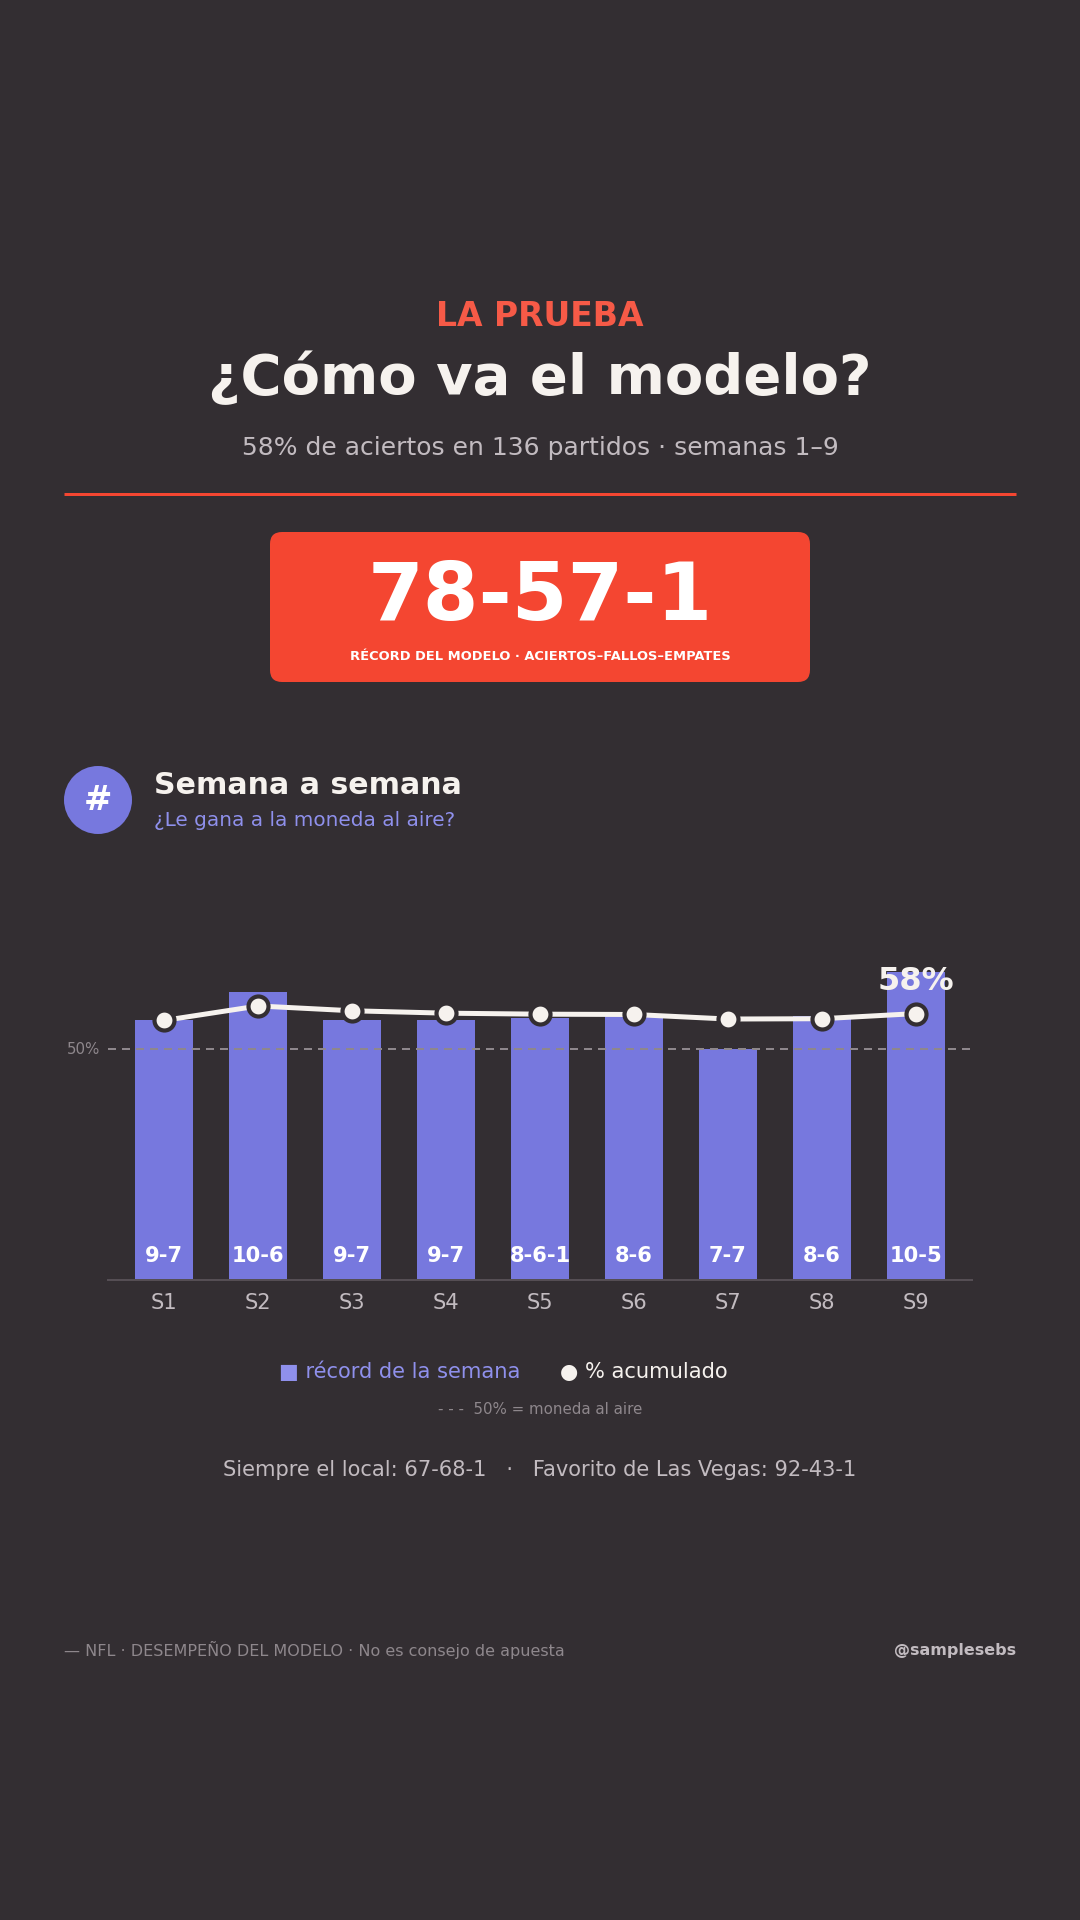 LA PRUEBA
¿Cómo va el modelo?
58% de aciertos en 136 partidos · semanas 1–9
78-57-1
RÉCORD DEL MODELO · ACIERTOS–FALLOS–EMPATES
#
Semana a semana
¿Le gana a la moneda al aire?
58%
50%
9-7 10-6 9-7 9-7 8-6-1 8-6 7-7 8-6 10-5
S1 S2 S3 S4 S5 S6 S7 S8 S9
■ récord de la semana ● % acumulado
- - - 50% = moneda al aire
Siempre el local: 67-68-1 · Favorito de Las Vegas: 92-43-1
— NFL · DESEMPEÑO DEL MODELO · No es consejo de apuesta
@samplesebs